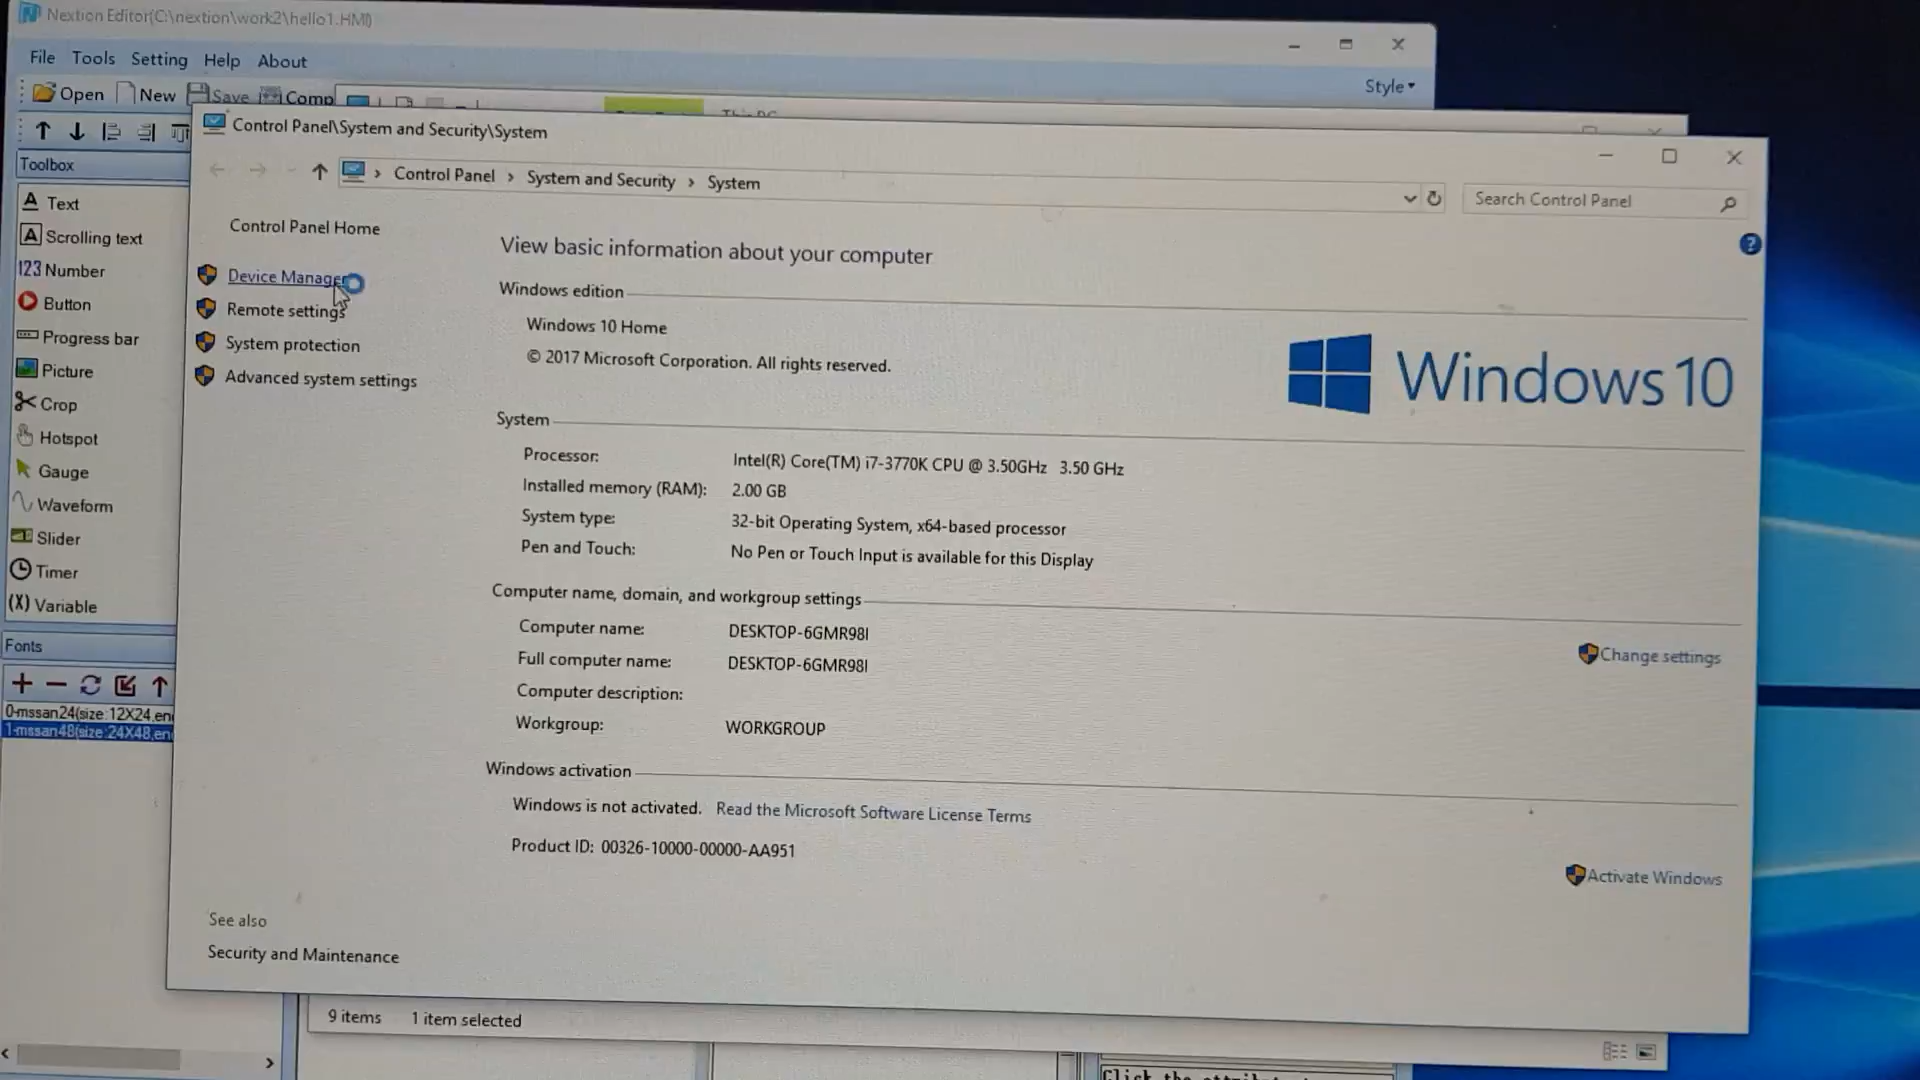 Nextion Editor(C:\nextion\work2\hello1.HMI)
File Tools Setting Help About
Style
Open New Save Comp
This PC
Control Panel\System and Security\System
Toolbox
Control Panel › System and Security › System
Search Control Panel
Text
Scrolling text
123 Number
Button
Progress bar
Picture
Crop
Hotspot
Gauge
Waveform
Slider
Timer
(X) Variable
Fonts
0-mssan24(size:12X24,en
1-mssan48(size:24X48,en
Control Panel Home
Device Manager
Remote settings
System protection
Advanced system settings
View basic information about your computer
Windows edition
Windows 10 Home
© 2017 Microsoft Corporation. All rights reserved.
Windows 10
System
Processor: Intel(R) Core(TM) i7-3770K CPU @ 3.50GHz 3.50 GHz
Installed memory (RAM): 2.00 GB
System type: 32-bit Operating System, x64-based processor
Pen and Touch: No Pen or Touch Input is available for this Display
Computer name, domain, and workgroup settings
Computer name: DESKTOP-6GMR98I
Full computer name: DESKTOP-6GMR98I
Computer description:
Workgroup: WORKGROUP
Change settings
Windows activation
Windows is not activated. Read the Microsoft Software License Terms
Product ID: 00326-10000-00000-AA951
Activate Windows
See also
Security and Maintenance
9 items 1 item selected
Click the